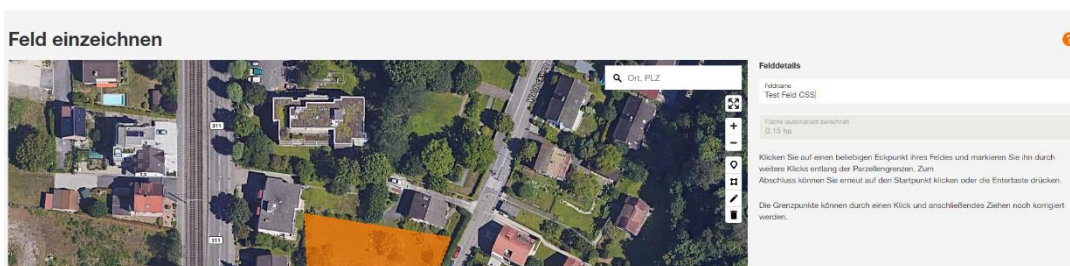 Feld einzeichnen
?
Ort, PLZ
311
311
Felddetails
Feldname
Test Feld CSS
Fläche (automatisch berechnet)
0.15 ha
Klicken Sie auf einen beliebigen Eckpunkt ihres Feldes und markieren Sie ihn durch
weitere Klicks entlang der Parzellengrenzen. Zum
Abschluss können Sie erneut auf den Startpunkt klicken oder die Entertaste drücken.
Die Grenzpunkte können durch einen Klick und anschließendes Ziehen noch korrigiert
werden.